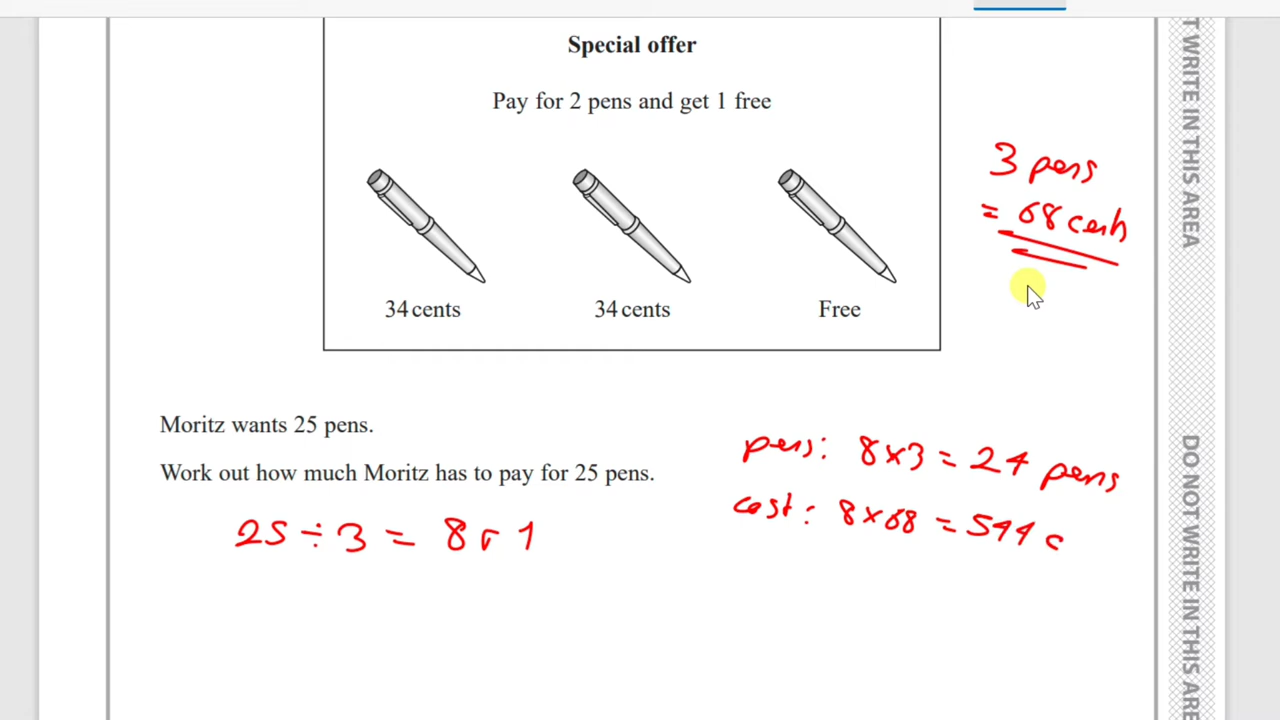 Special offer
Pay for 2 pens and get 1 free
3 pens
= 68 cents
34 cents 34 cents Free
Moritz wants 25 pens.
Work out how much Moritz has to pay for 25 pens.
pens: 8×3 = 24 pens
cost: 8×68 = 544 c
25 ÷ 3 = 8 r 1
T WRITE IN THIS AREA
DO NOT WRITE IN THIS ARE